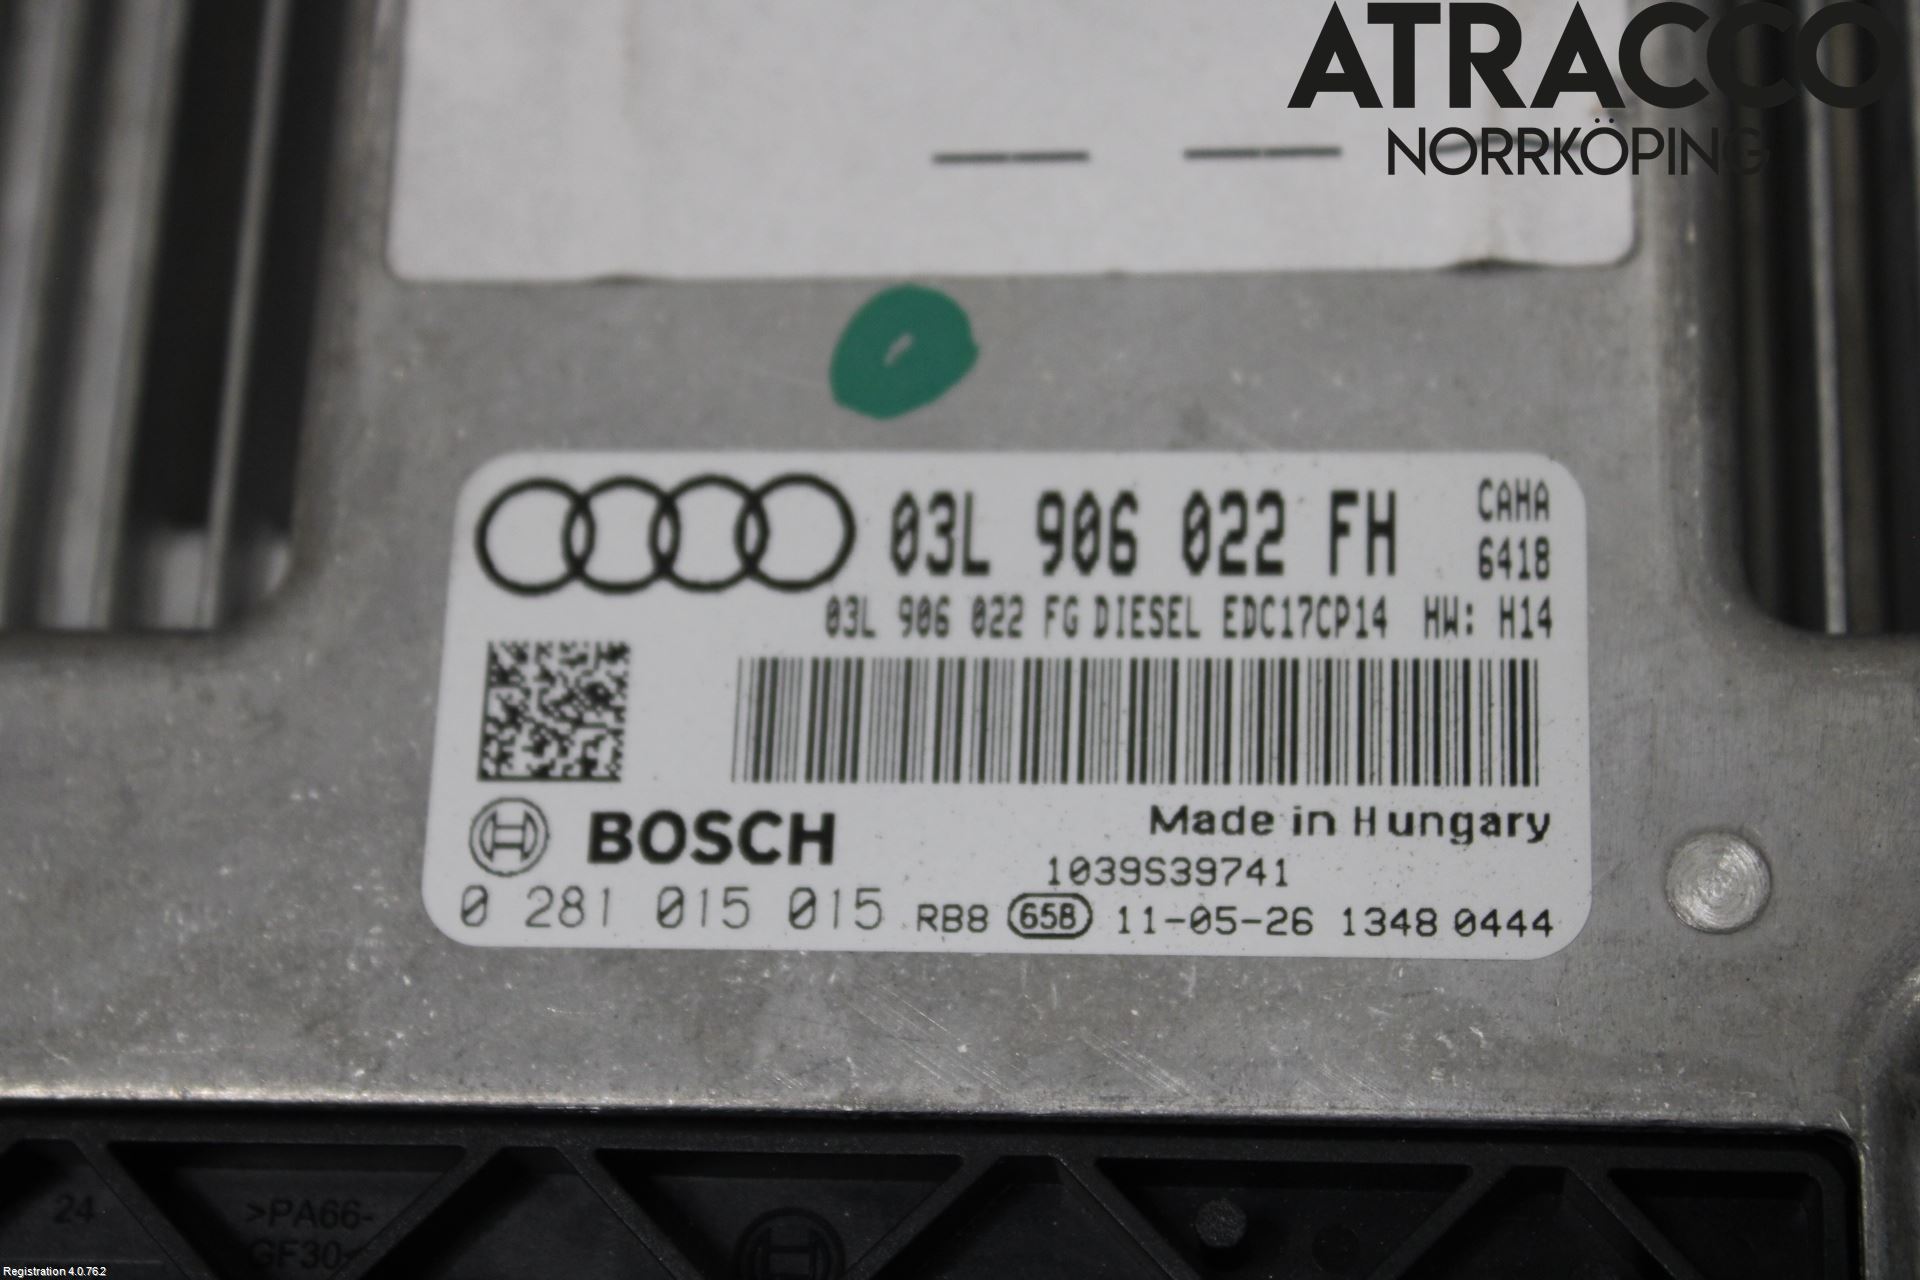 ATRACCO
NORRKÖPING
03L 906 022 FH
CAHA
6418
03L 906 022 FG DIESEL EDC17CP14 HW: H14
BOSCH
Made in Hungary
1039S39741
0 281 015 015 RB8 65B 11-05-26 1348 0444
24
>PA66-
GF30<
Registration 4.0.76.2